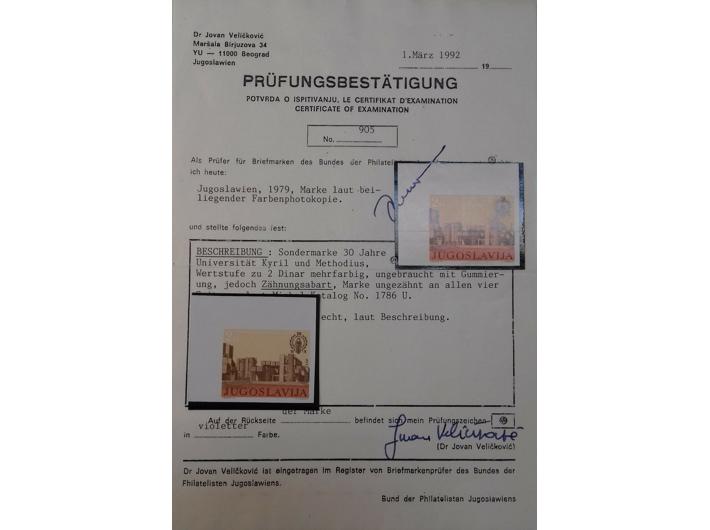 Dr Jovan Veličković
Maršala Birjuzova 34
YU — 11000 Beograd
Jugoslawien
1.März 1992
19
PRÜFUNGSBESTÄTIGUNG
POTVRDA O ISPITIVANJU, LE CERTIFIKAT D'EXAMINATION
CERTIFICATE OF EXAMINATION
No. 905
Als Prüfer für Briefmarken des Bundes der Philatelisten
ich heute:
Jugoslawien, 1979, Marke laut bei-
liegender Farbenphotokopie.
JUGOSLAVIJA
und stellte folgendes fest:
BESCHREIBUNG : Sondermarke 30 Jahre
Universität Kyril und Methodius,
Wertstufe zu 2 Dinar mehrfarbig, ungebraucht mit Gummier-
ung, jedoch Zähnungsabart, Marke ungezähnt an allen vier
Katalog No. 1786 U.
echt, laut Beschreibung.
JUGOSLAVIJA
der Marke
Auf der Rückseite befindet sich mein Prüfungszeichen
violetter
in Farbe.
(Dr Jovan Veličković)
Dr Jovan Veličković ist eingetragen im Register von Briefmarkenprüfer des Bundes der
Fhilatelisten Jugoslawiens.
Bund der Philatelisten Jugoslawiens